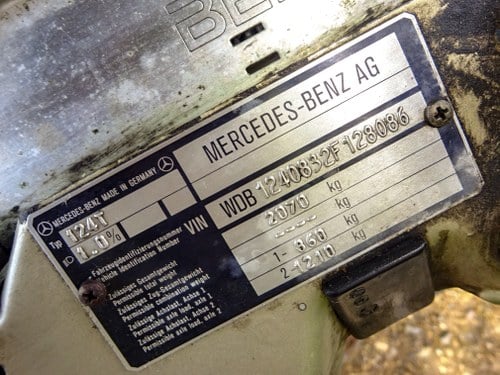 MERCEDES-BENZ AG
MERCEDES-BENZ MADE IN GERMANY
Typ 124T
KD 1.0%
Fahrzeugidentifizierungsnummer
Vehicle Identification Number
VIN
WDB 1240832F128086
Zulässiges Gesamtgewicht
Permissible total weight
2070 kg
Zulässiges Zug-Gesamtgewicht
Permissible combination weight
---- kg
Zulässige Achslast, Achse 1
Permissible axle load, axle 1
1- 960 kg
Zulässige Achslast, Achse 2
Permissible axle load, axle 2
2-1210 kg